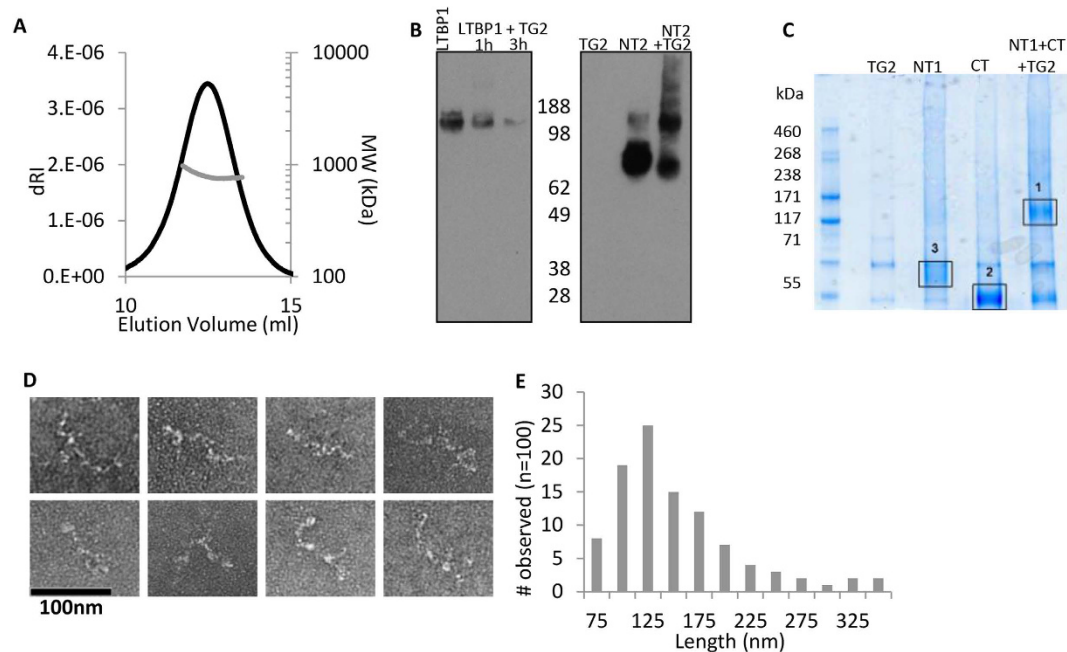 A
4.E-06
3.E-06
2.E-06
1.E-06
0.E+00
dRI
10000
1000
100
MW (kDa)
10
15
Elution Volume (ml)
B
LTBP1
LTBP1 + TG2
1h
3h
TG2
NT2
NT2
+TG2
188
98
62
49
38
28
C
TG2
NT1
CT
NT1+CT
+TG2
kDa
460
268
238
171
117
71
55
1
2
3
D
100nm
E
30
25
20
15
10
5
0
# observed (n=100)
75
125
175
225
275
325
Length (nm)